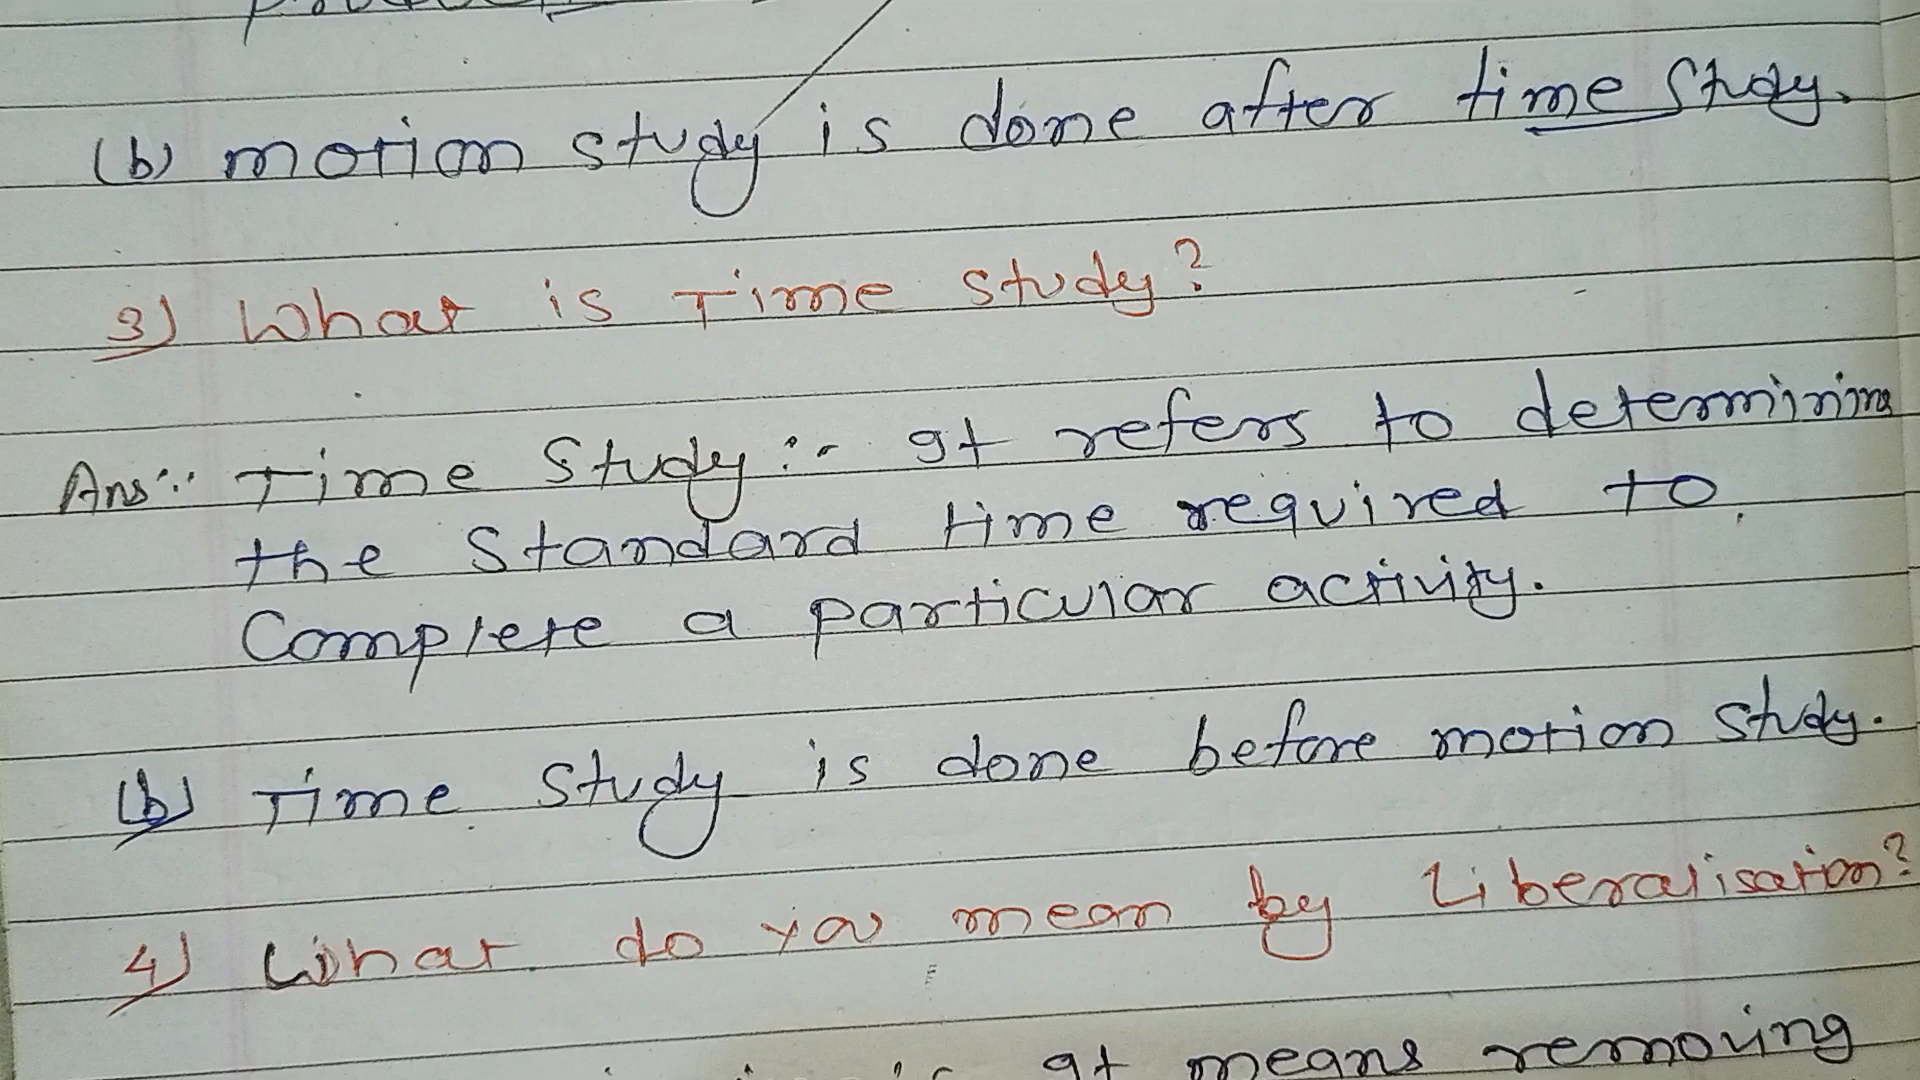 (b) motion study is done after time study.
3) What is Time study?
Ans:- Time Study:- It refers to determining
the Standard time required to
Complete a particular activity.
(b) Time Study is done before motion study.
4) What do you mean by Liberalisation?
It means removing